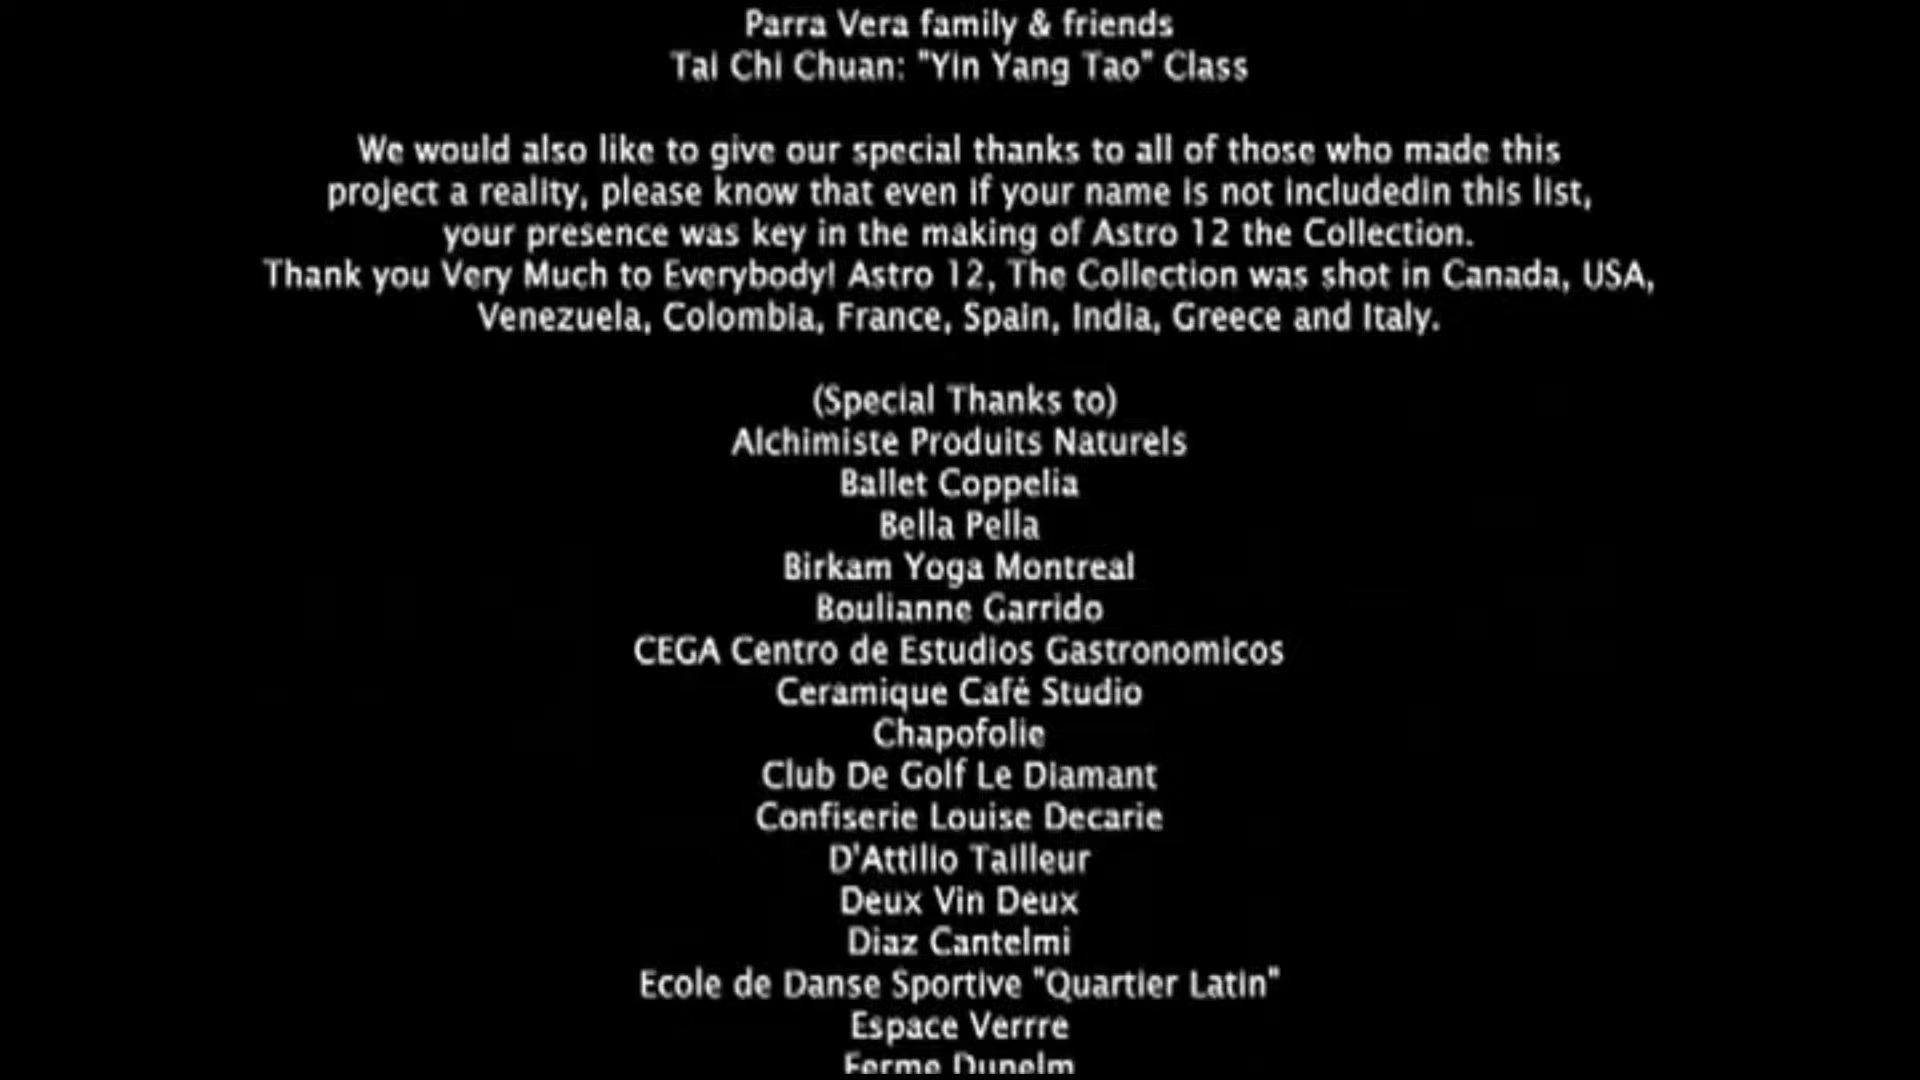 Parra Vera family & friends
Tai Chi Chuan: "Yin Yang Tao" Class
We would also like to give our special thanks to all of those who made this
project a reality, please know that even if your name is not includedin this list,
your presence was key in the making of Astro 12 the Collection.
Thank you Very Much to Everybody! Astro 12, The Collection was shot in Canada, USA,
Venezuela, Colombia, France, Spain, India, Greece and Italy.
(Special Thanks to)
Alchimiste Produits Naturels
Ballet Coppelia
Bella Pella
Birkam Yoga Montreal
Boulianne Garrido
CEGA Centro de Estudios Gastronomicos
Ceramique Café Studio
Chapofolie
Club De Golf Le Diamant
Confiserie Louise Decarie
D'Attilio Tailleur
Deux Vin Deux
Diaz Cantelmi
Ecole de Danse Sportive "Quartier Latin"
Espace Verrre
Ferme Dunelm